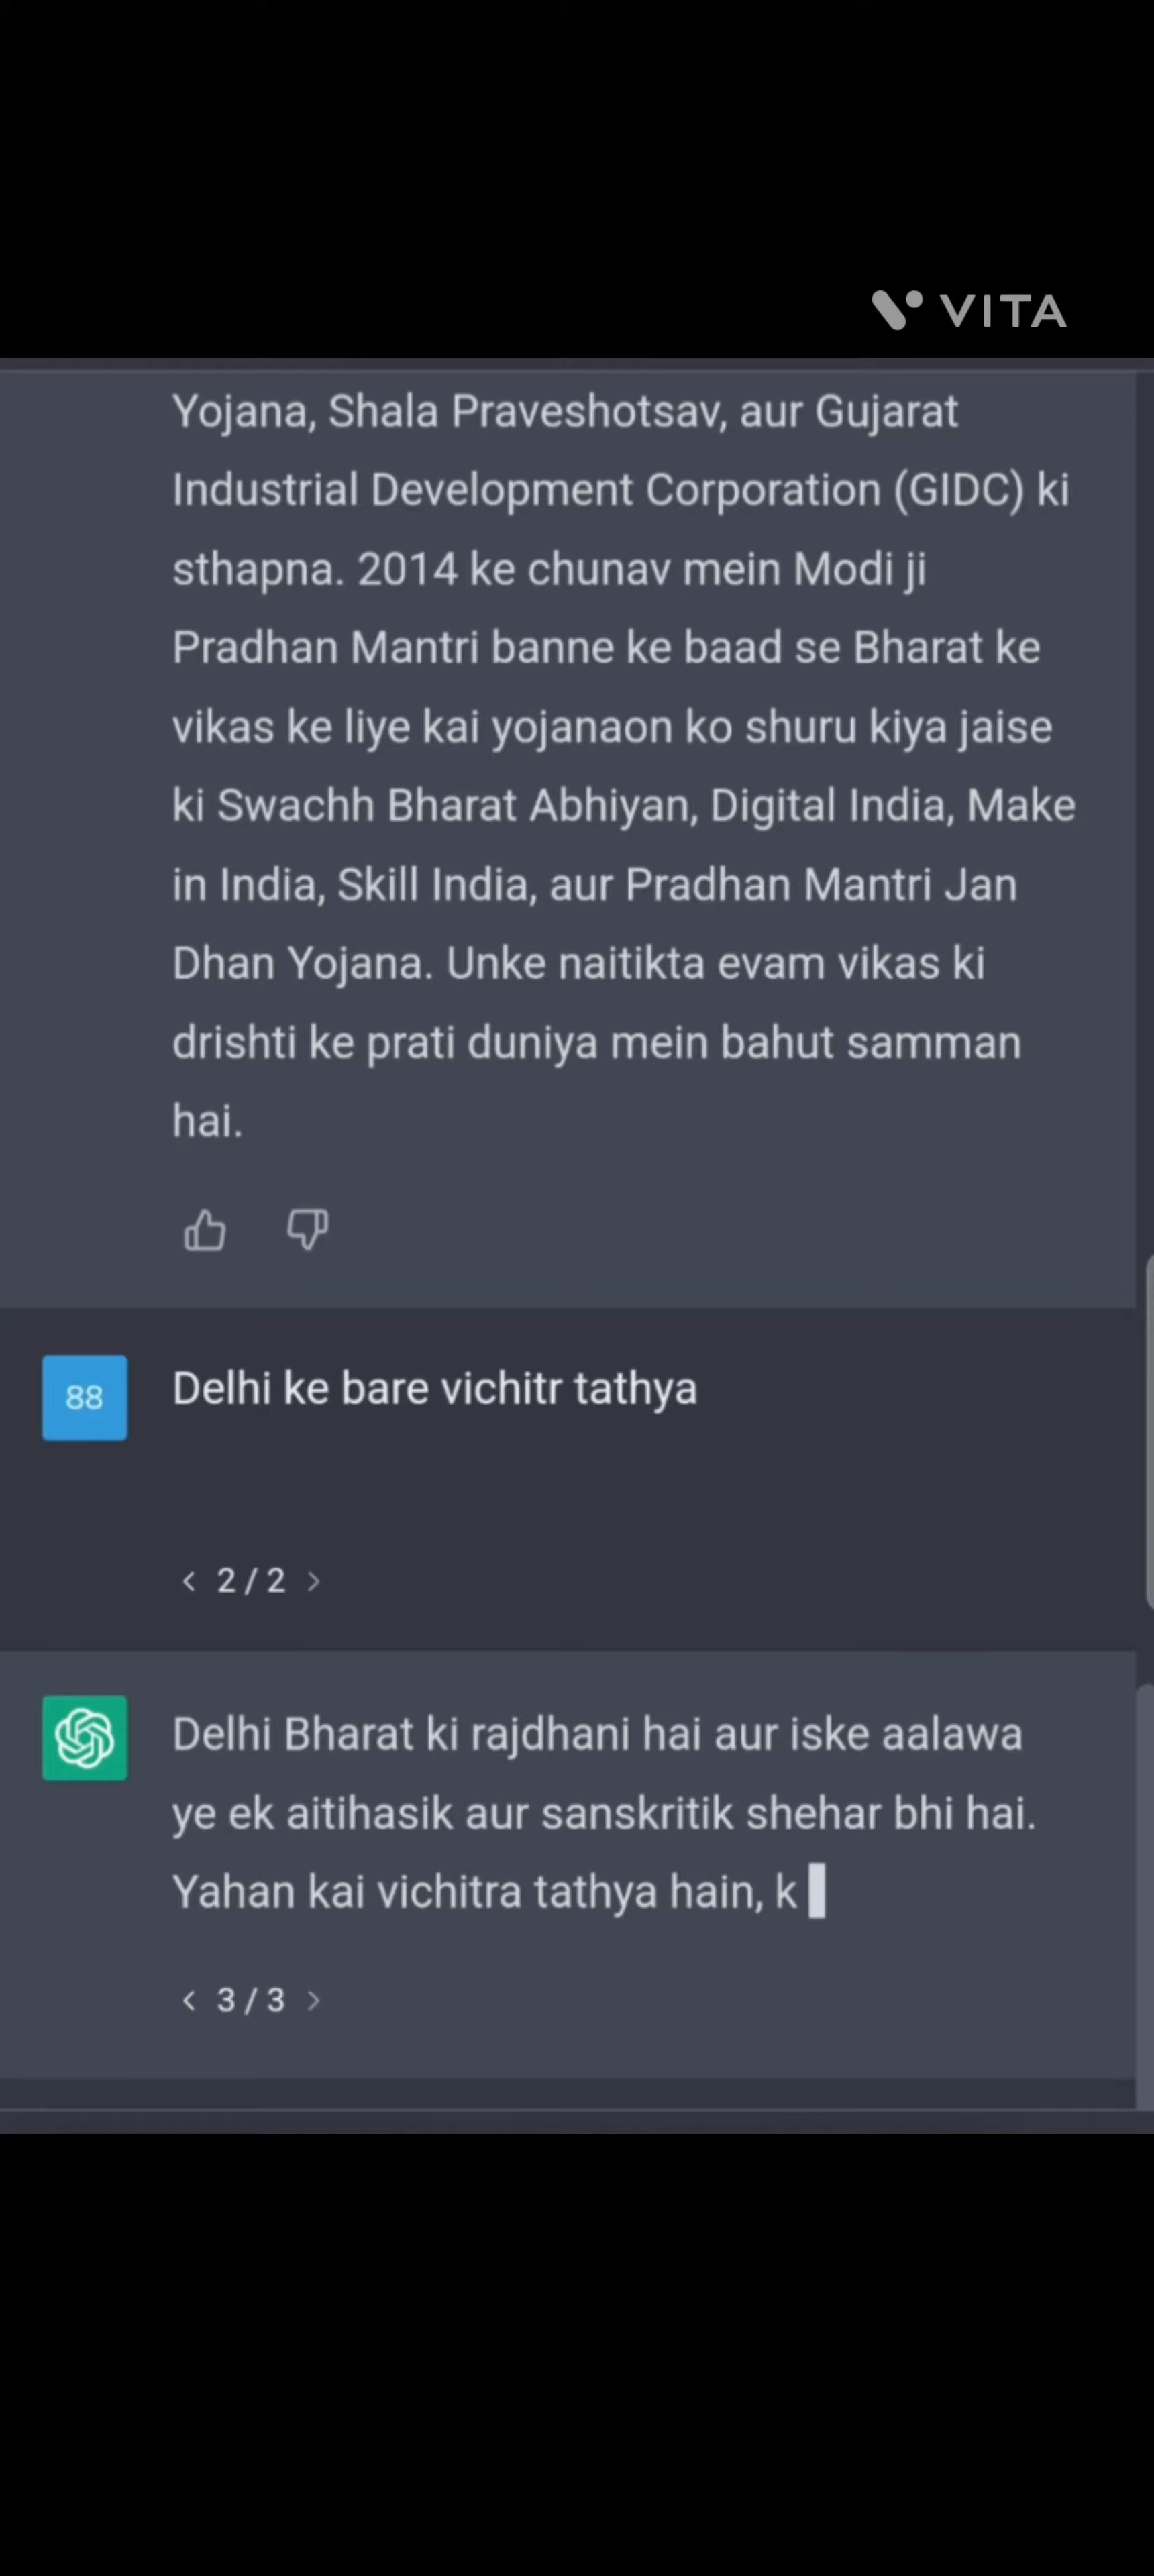 VITA
Yojana, Shala Praveshotsav, aur Gujarat
Industrial Development Corporation (GIDC) ki
sthapna. 2014 ke chunav mein Modi ji
Pradhan Mantri banne ke baad se Bharat ke
vikas ke liye kai yojanaon ko shuru kiya jaise
ki Swachh Bharat Abhiyan, Digital India, Make
in India, Skill India, aur Pradhan Mantri Jan
Dhan Yojana. Unke naitikta evam vikas ki
drishti ke prati duniya mein bahut samman
hai.
88
Delhi ke bare vichitr tathya
< 2 / 2 >
Delhi Bharat ki rajdhani hai aur iske aalawa
ye ek aitihasik aur sanskritik shehar bhi hai.
Yahan kai vichitra tathya hain, k
< 3 / 3 >